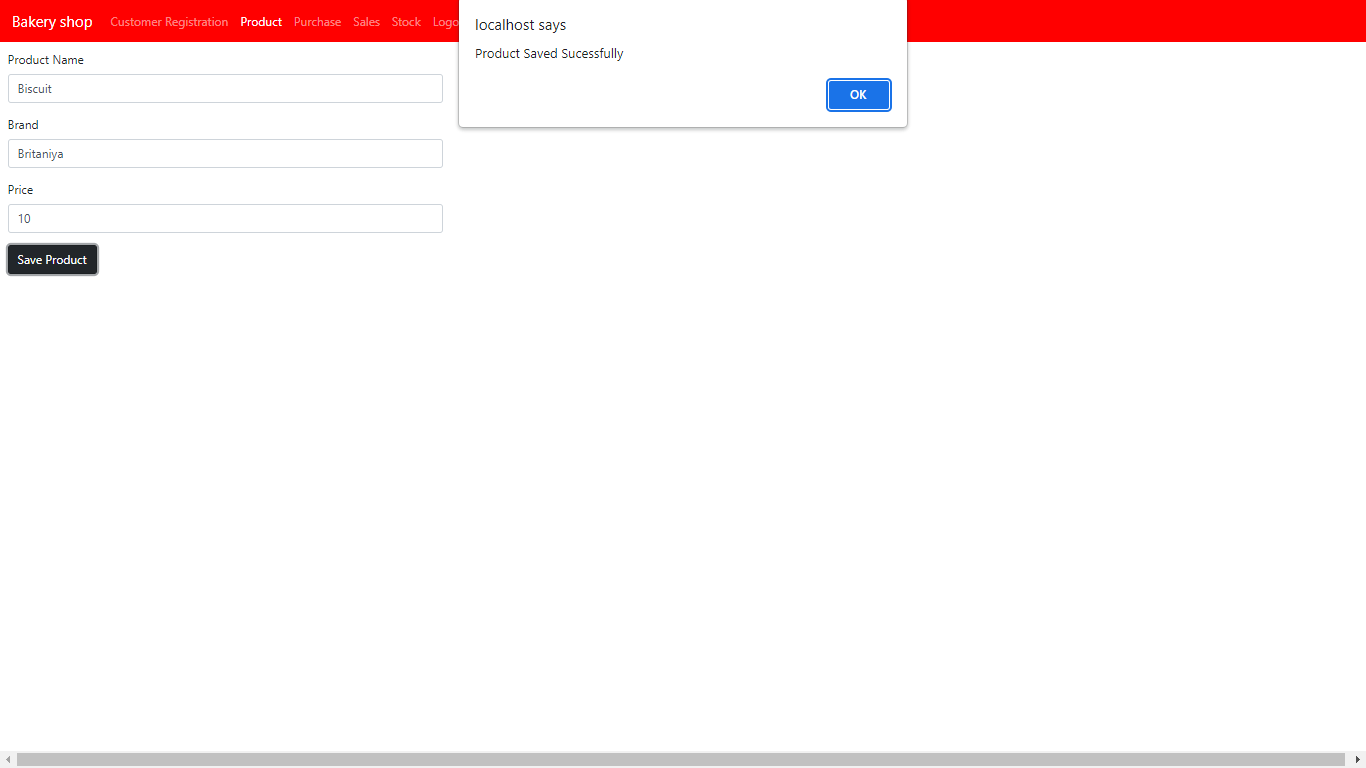 Bakery shop Customer Registration Product Purchase Sales Stock Logo
localhost says
Product Saved Sucessfully
OK
Product Name
Biscuit
Brand
Britaniya
Price
10
Save Product